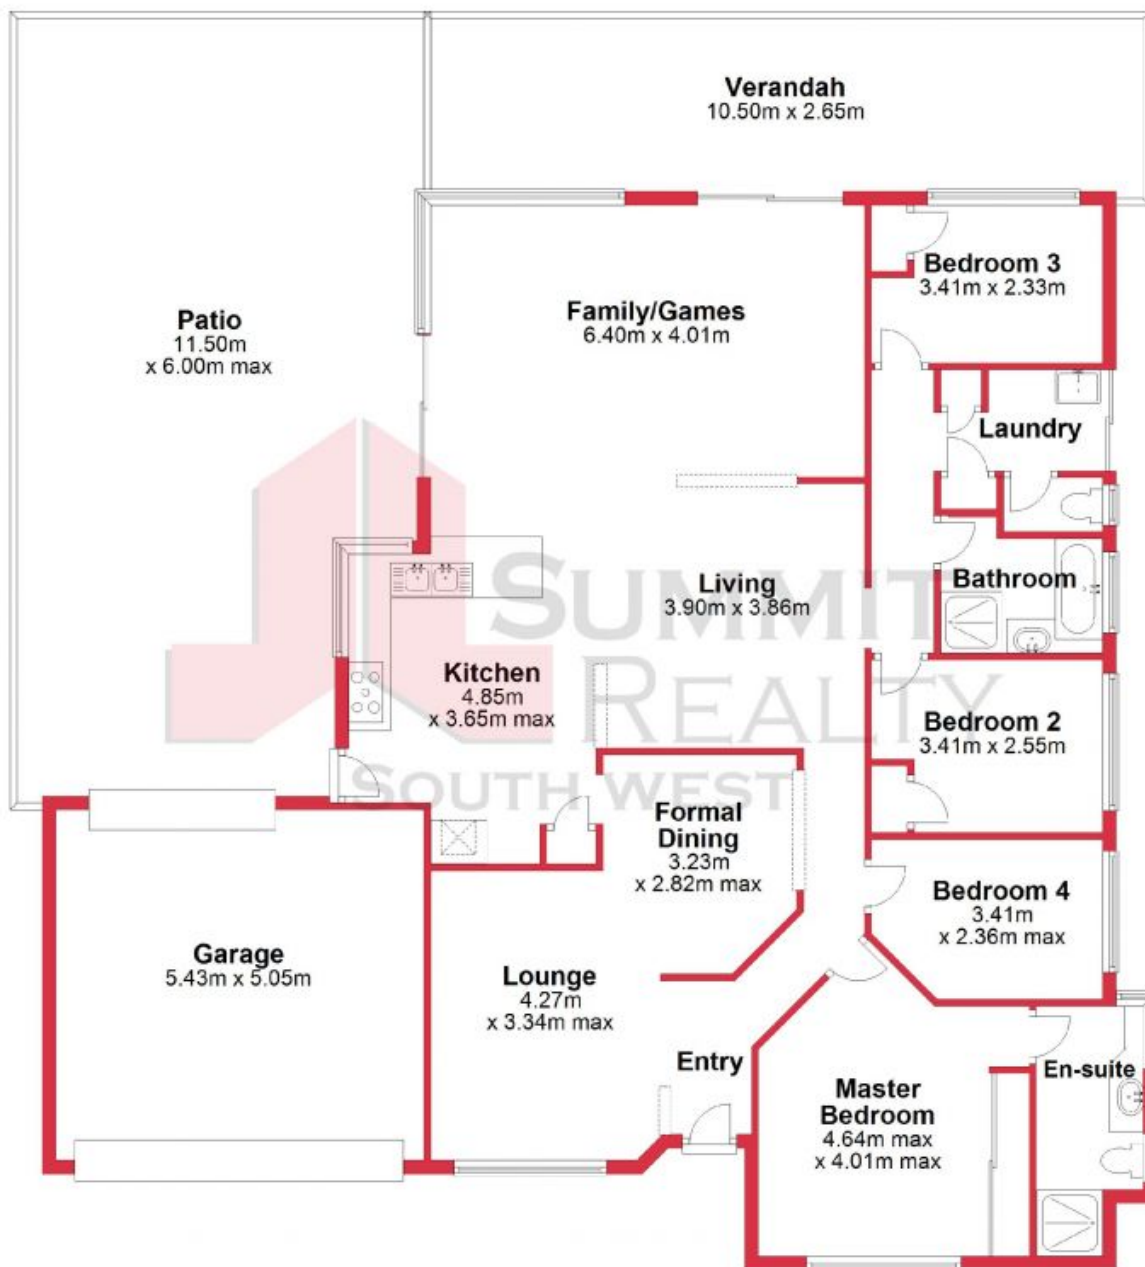 Verandah
10.50m x 2.65m
Bedroom 3
3.41m x 2.33m
Family/Games
6.40m x 4.01m
Patio
11.50m
x 6.00m max
Laundry
Living
3.90m x 3.86m
Bathroom
Kitchen
4.85m
x 3.65m max
Bedroom 2
3.41m x 2.55m
SUMMIT
REALTY
SOUTH WEST
Formal
Dining
3.23m
x 2.82m max
Bedroom 4
3.41m
x 2.36m max
Garage
5.43m x 5.05m
Lounge
4.27m
x 3.34m max
Entry
En-suite
Master
Bedroom
4.64m max
x 4.01m max